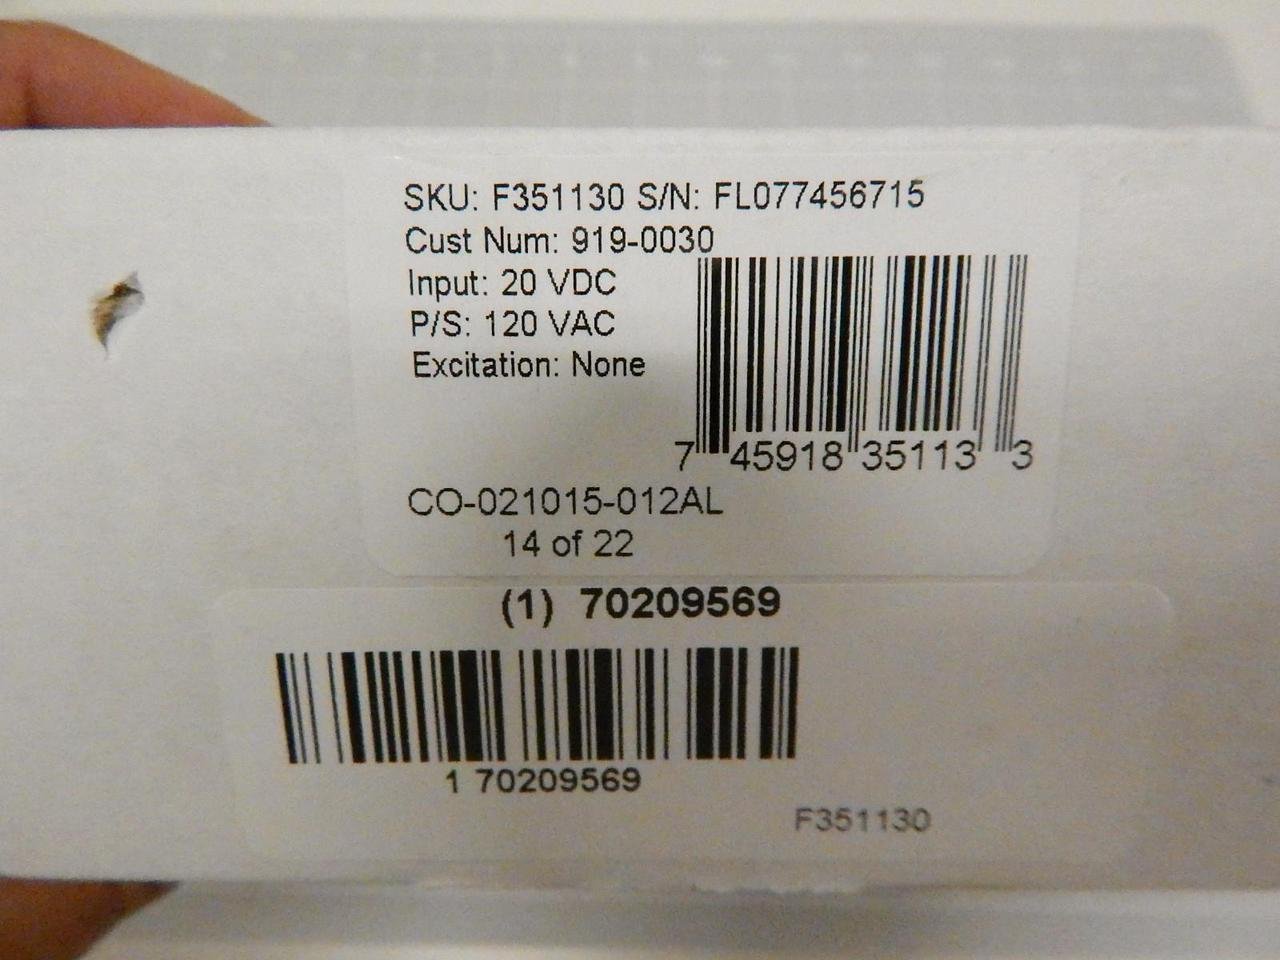 SKU: F351130 S/N: FL077456715
Cust Num: 919-0030
Input: 20 VDC
P/S: 120 VAC
Excitation: None
7 45918 35113 3
CO-021015-012AL
14 of 22
(1) 70209569
1 70209569
F351130